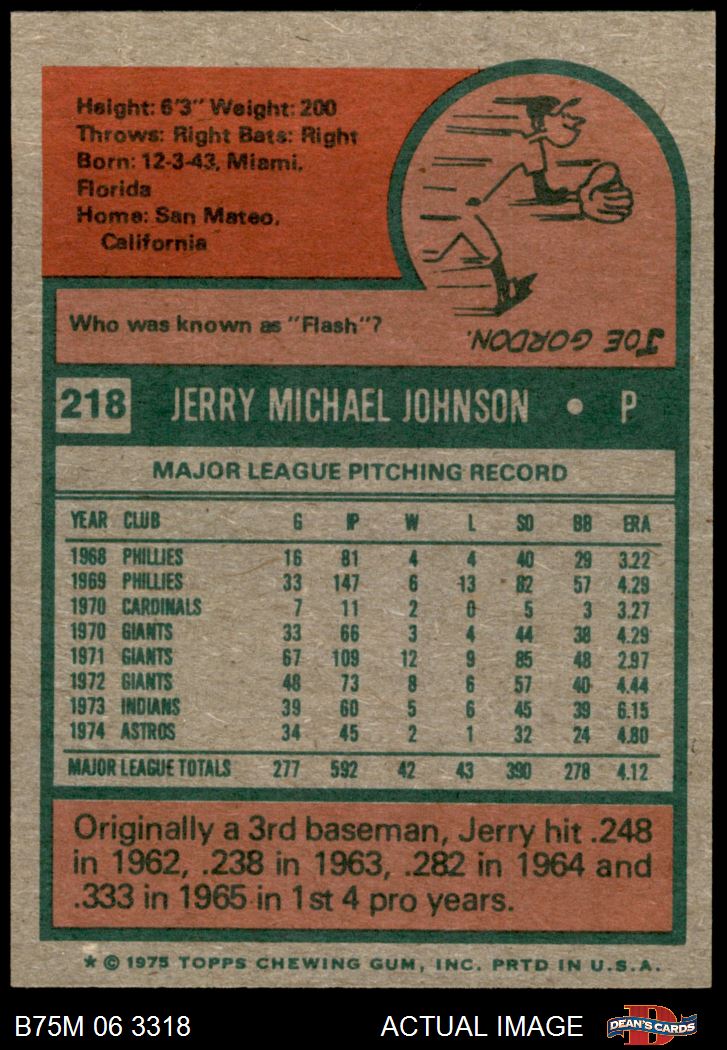 Height: 6'3" Weight: 200
Throws: Right Bats: Right
Born: 12-3-43, Miami,
Florida
Home: San Mateo,
California
Who was known as "Flash"?
JOE GORDON.
218 JERRY MICHAEL JOHNSON • P
MAJOR LEAGUE PITCHING RECORD
YEAR CLUB G IP W L SO BB ERA
1968 PHILLIES 16 81 4 4 40 29 3.22
1969 PHILLIES 33 147 6 13 82 57 4.29
1970 CARDINALS 7 11 2 0 5 3 3.27
1970 GIANTS 33 66 3 4 44 38 4.29
1971 GIANTS 67 109 12 9 85 48 2.97
1972 GIANTS 48 73 8 6 57 40 4.44
1973 INDIANS 39 60 5 6 45 39 6.15
1974 ASTROS 34 45 2 1 32 24 4.80
MAJOR LEAGUE TOTALS 277 592 42 43 390 278 4.12
Originally a 3rd baseman, Jerry hit .248
in 1962, .238 in 1963, .282 in 1964 and
.333 in 1965 in 1st 4 pro years.
* © 1975 TOPPS CHEWING GUM, INC. PRTD IN U.S.A.
B75M 06 3318 ACTUAL IMAGE DEAN'S CARDS